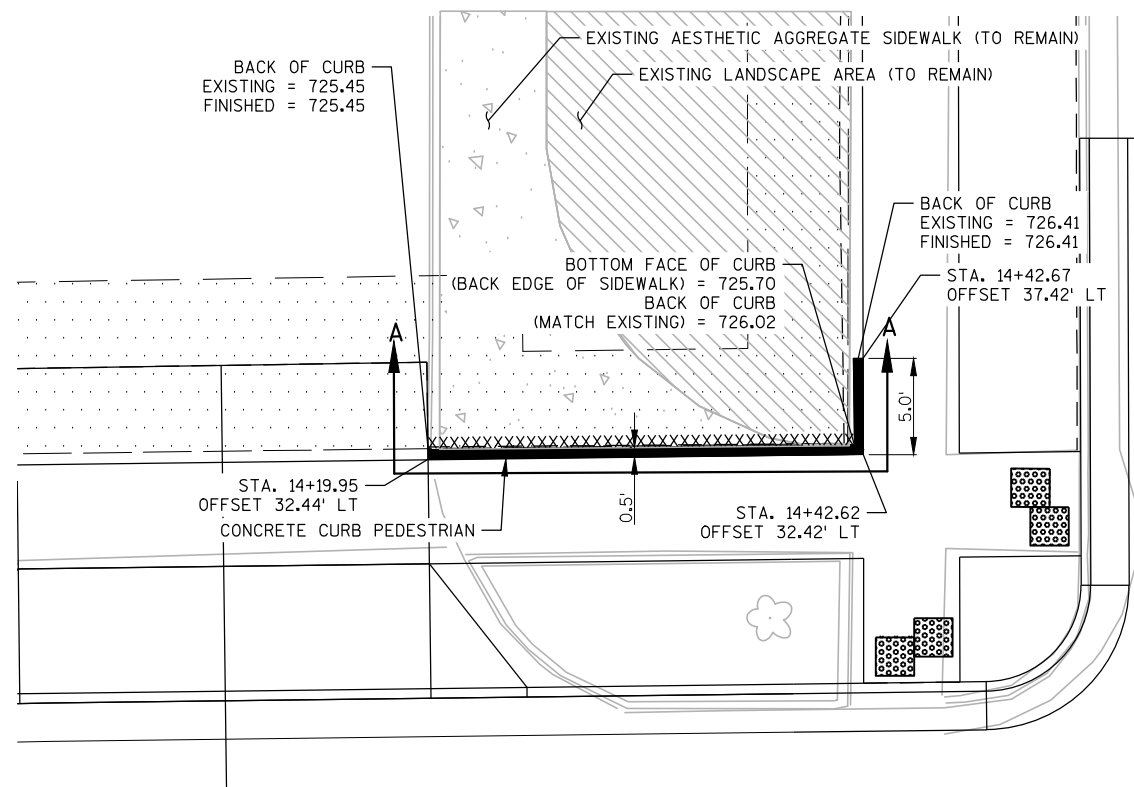 EXISTING AESTHETIC AGGREGATE SIDEWALK (TO REMAIN)
EXISTING LANDSCAPE AREA (TO REMAIN)
BACK OF CURB
EXISTING = 725.45
FINISHED = 725.45
BACK OF CURB
EXISTING = 726.41
FINISHED = 726.41
BOTTOM FACE OF CURB
(BACK EDGE OF SIDEWALK) = 725.70
BACK OF CURB
(MATCH EXISTING) = 726.02
STA. 14+42.67
OFFSET 37.42' LT
A
A
5.0'
STA. 14+19.95
OFFSET 32.44' LT
CONCRETE CURB PEDESTRIAN
0.5'
STA. 14+42.62
OFFSET 32.42' LT